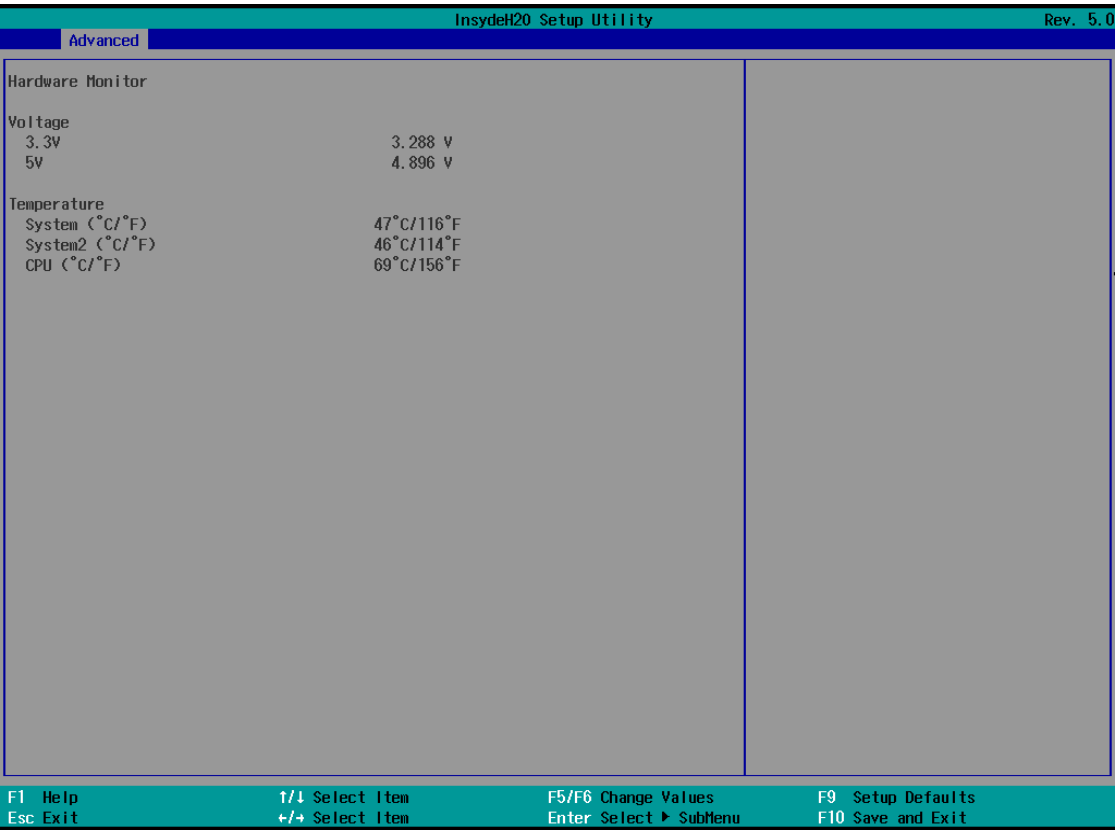 InsydeH20 Setup Utility Rev. 5.0
Advanced
Hardware Monitor
Voltage
3.3V 3.288 V
5V 4.896 V
Temperature
System (°C/°F) 47°C/116°F
System2 (°C/°F) 46°C/114°F
CPU (°C/°F) 69°C/156°F
F1 Help ↑/↓ Select Item F5/F6 Change Values F9 Setup Defaults
Esc Exit ←/→ Select Item Enter Select ▶ SubMenu F10 Save and Exit